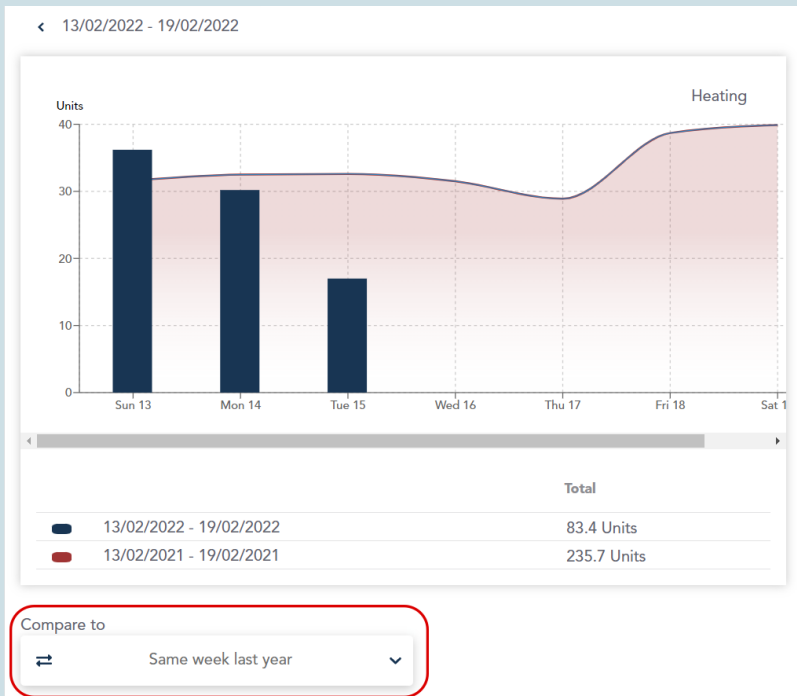 13/02/2022 - 19/02/2022
Heating
Units
40
30
20
10
0
Sun 13 Mon 14 Tue 15 Wed 16 Thu 17 Fri 18 Sat 1
Total
13/02/2022 - 19/02/2022 83.4 Units
13/02/2021 - 19/02/2021 235.7 Units
Compare to
Same week last year